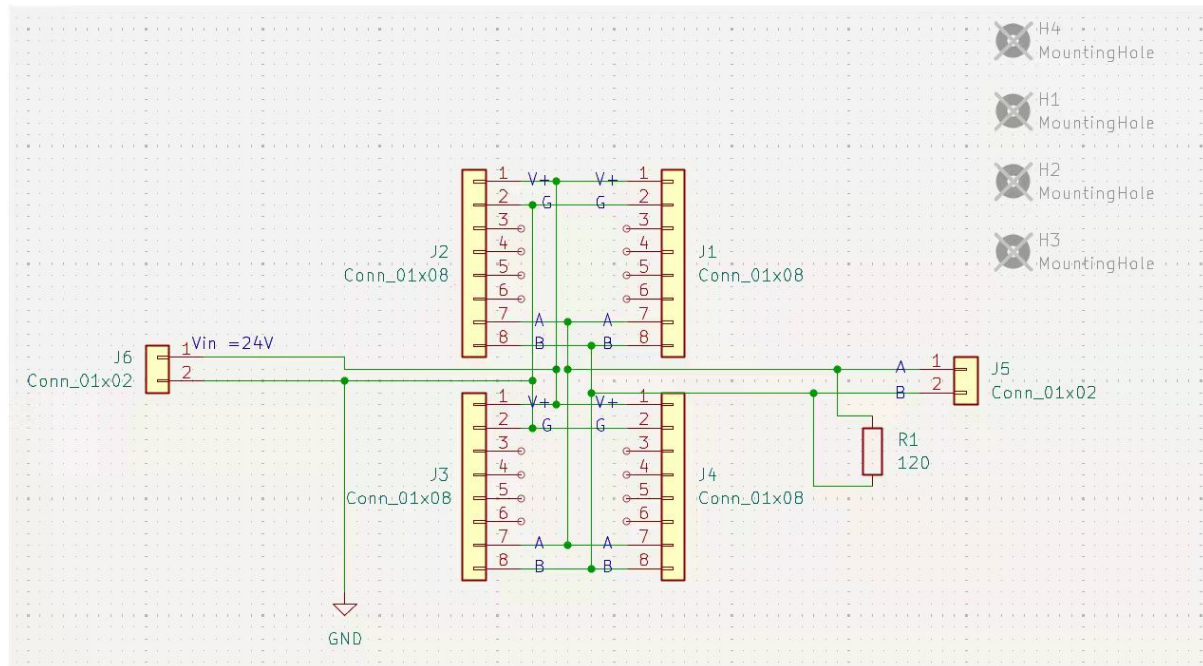 H4
MountingHole
H1
MountingHole
H2
MountingHole
H3
MountingHole
1 V+ V+ 1
2 G G 2
3 3
4 4
J2 J1
5 5
Conn_01x08 Conn_01x08
6 6
7 A A 7
8 B B 8
1 Vin =24V
J6
2
Conn_01x02
A 1
J5
B 2
Conn_01x02
1 V+ V+ 1
2 G G 2
3 3
4 4
J3 J4
5 5
Conn_01x08 Conn_01x08
6 6
7 A A 7
8 B B 8
R1
120
GND